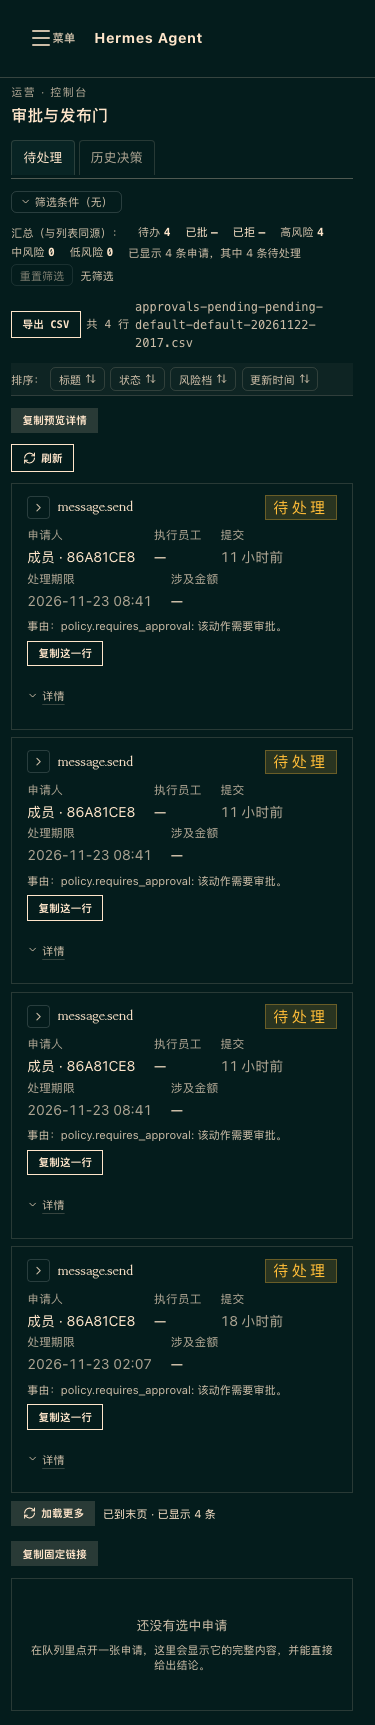 菜单 Hermes Agent
运营 · 控制台
审批与发布门
待处理 历史决策
筛选条件（无）
汇总（与列表同源）： 待办 4 已批 — 已拒 — 高风险 4
中风险 0 低风险 0 已显示 4 条申请，其中 4 条待处理
重置筛选 无筛选
导出 CSV 共 4 行 approvals-pending-pending-
default-default-20261122-
2017.csv
排序： 标题 状态 风险档 更新时间
复制预览详情
刷新
message.send 待处理
申请人 执行员工 提交
成员 · 86A81CE8 — 11 小时前
处理期限 涉及金额
2026-11-23 08:41 —
事由：policy.requires_approval: 该动作需要审批。
复制这一行
详情
message.send 待处理
申请人 执行员工 提交
成员 · 86A81CE8 — 11 小时前
处理期限 涉及金额
2026-11-23 08:41 —
事由：policy.requires_approval: 该动作需要审批。
复制这一行
详情
message.send 待处理
申请人 执行员工 提交
成员 · 86A81CE8 — 11 小时前
处理期限 涉及金额
2026-11-23 08:41 —
事由：policy.requires_approval: 该动作需要审批。
复制这一行
详情
message.send 待处理
申请人 执行员工 提交
成员 · 86A81CE8 — 18 小时前
处理期限 涉及金额
2026-11-23 02:07 —
事由：policy.requires_approval: 该动作需要审批。
复制这一行
详情
加载更多 已到末页 · 已显示 4 条
复制固定链接
还没有选中申请
在队列里点开一张申请，这里会显示它的完整内容，并能直接
给出结论。